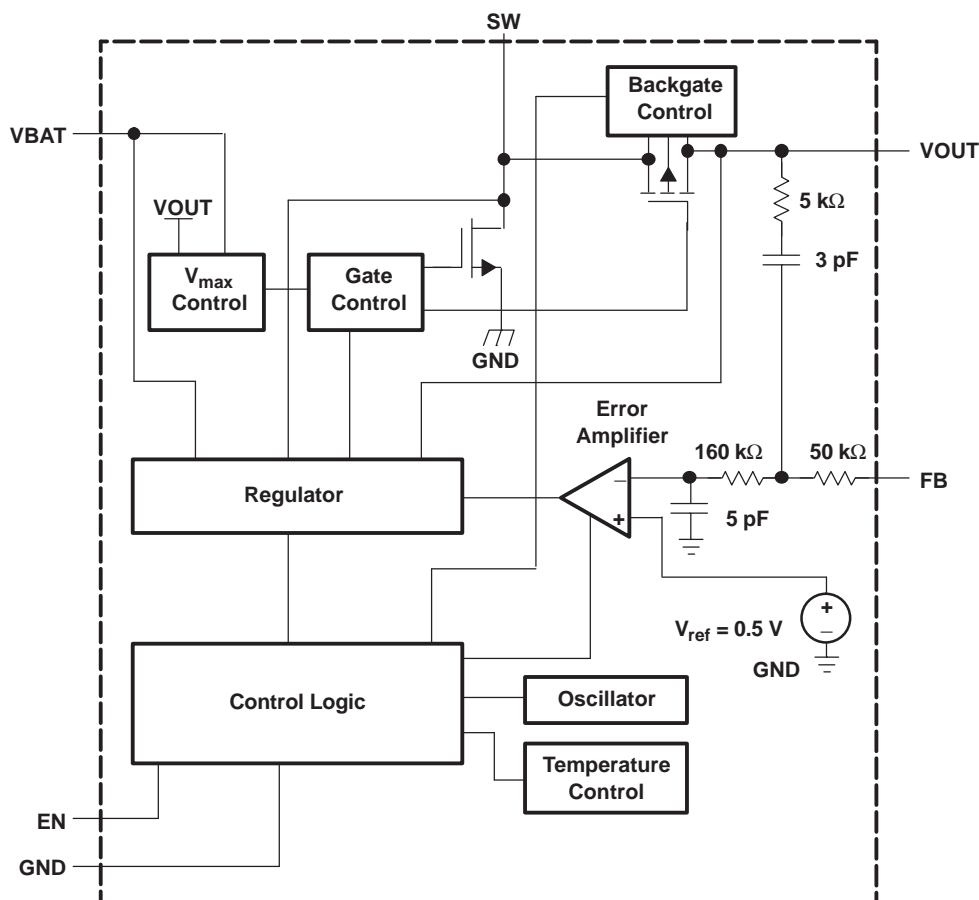 SW
Backgate
Control
VBAT
VOUT
VOUT
5 kΩ
3 pF
Vmax
Control
Gate
Control
GND
Error
Amplifier
160 kΩ
50 kΩ
Regulator
−
+
FB
5 pF
+
−
Vref = 0.5 V
GND
Control Logic
Oscillator
Temperature
Control
EN
GND